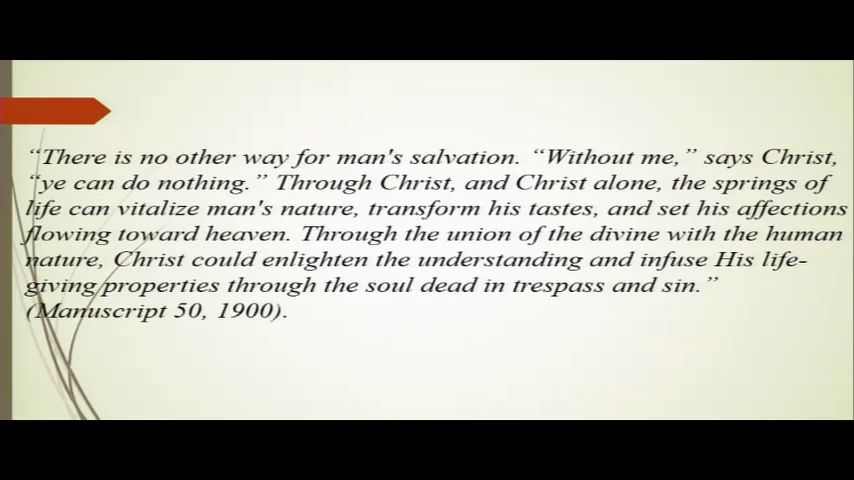 “There is no other way for man's salvation. “Without me,” says Christ,
“ye can do nothing.” Through Christ, and Christ alone, the springs of
life can vitalize man's nature, transform his tastes, and set his affections
flowing toward heaven. Through the union of the divine with the human
nature, Christ could enlighten the understanding and infuse His life-
giving properties through the soul dead in trespass and sin.”
(Manuscript 50, 1900).